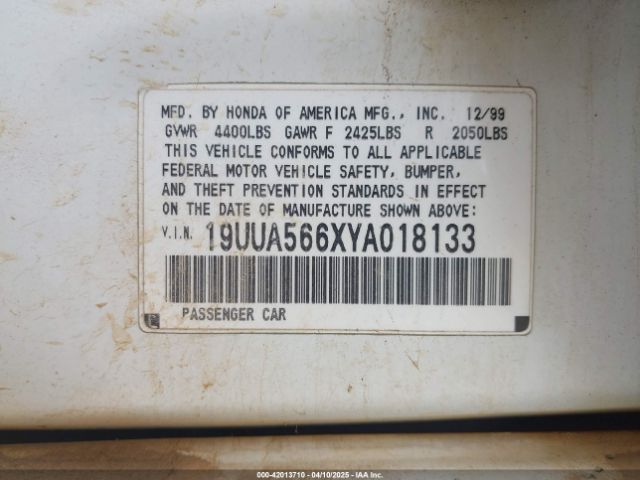 MFD. BY HONDA OF AMERICA MFG., INC. 12/99
GVWR 4400LBS GAWR F 2425LBS R 2050LBS
THIS VEHICLE CONFORMS TO ALL APPLICABLE
FEDERAL MOTOR VEHICLE SAFETY, BUMPER,
AND THEFT PREVENTION STANDARDS IN EFFECT
ON THE DATE OF MANUFACTURE SHOWN ABOVE:
V.I.N. 19UUA566XYA018133
PASSENGER CAR
000-42013710 - 04/10/2025 - IAA Inc.